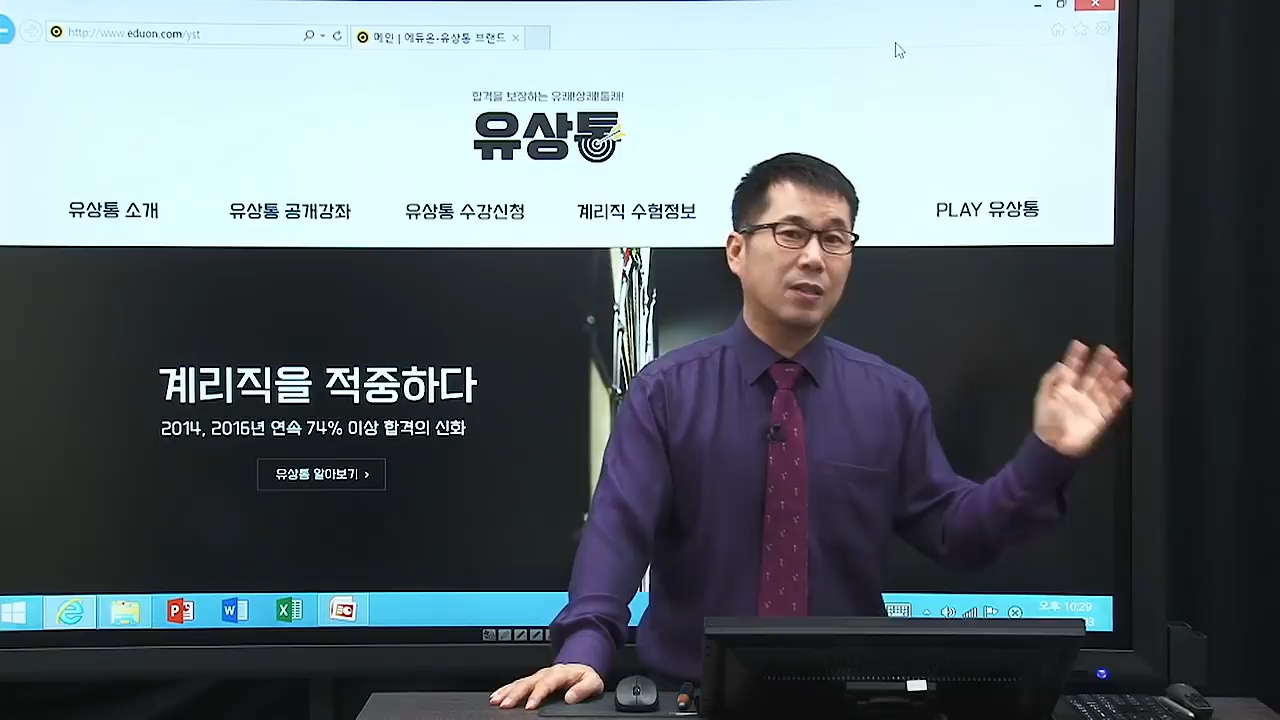 http://www.eduon.com/yst
메인 | 에듀온-유상통 브랜드
합격을 보장하는 유쾌!상쾌!통쾌!
유상통
유상통 소개
유상통 공개강좌
유상통 수강신청
계리직 수험정보
PLAY 유상통
계리직을 적중하다
2014, 2016년 연속 74% 이상 합격의 신화
유상통 알아보기 >
오후 10:29